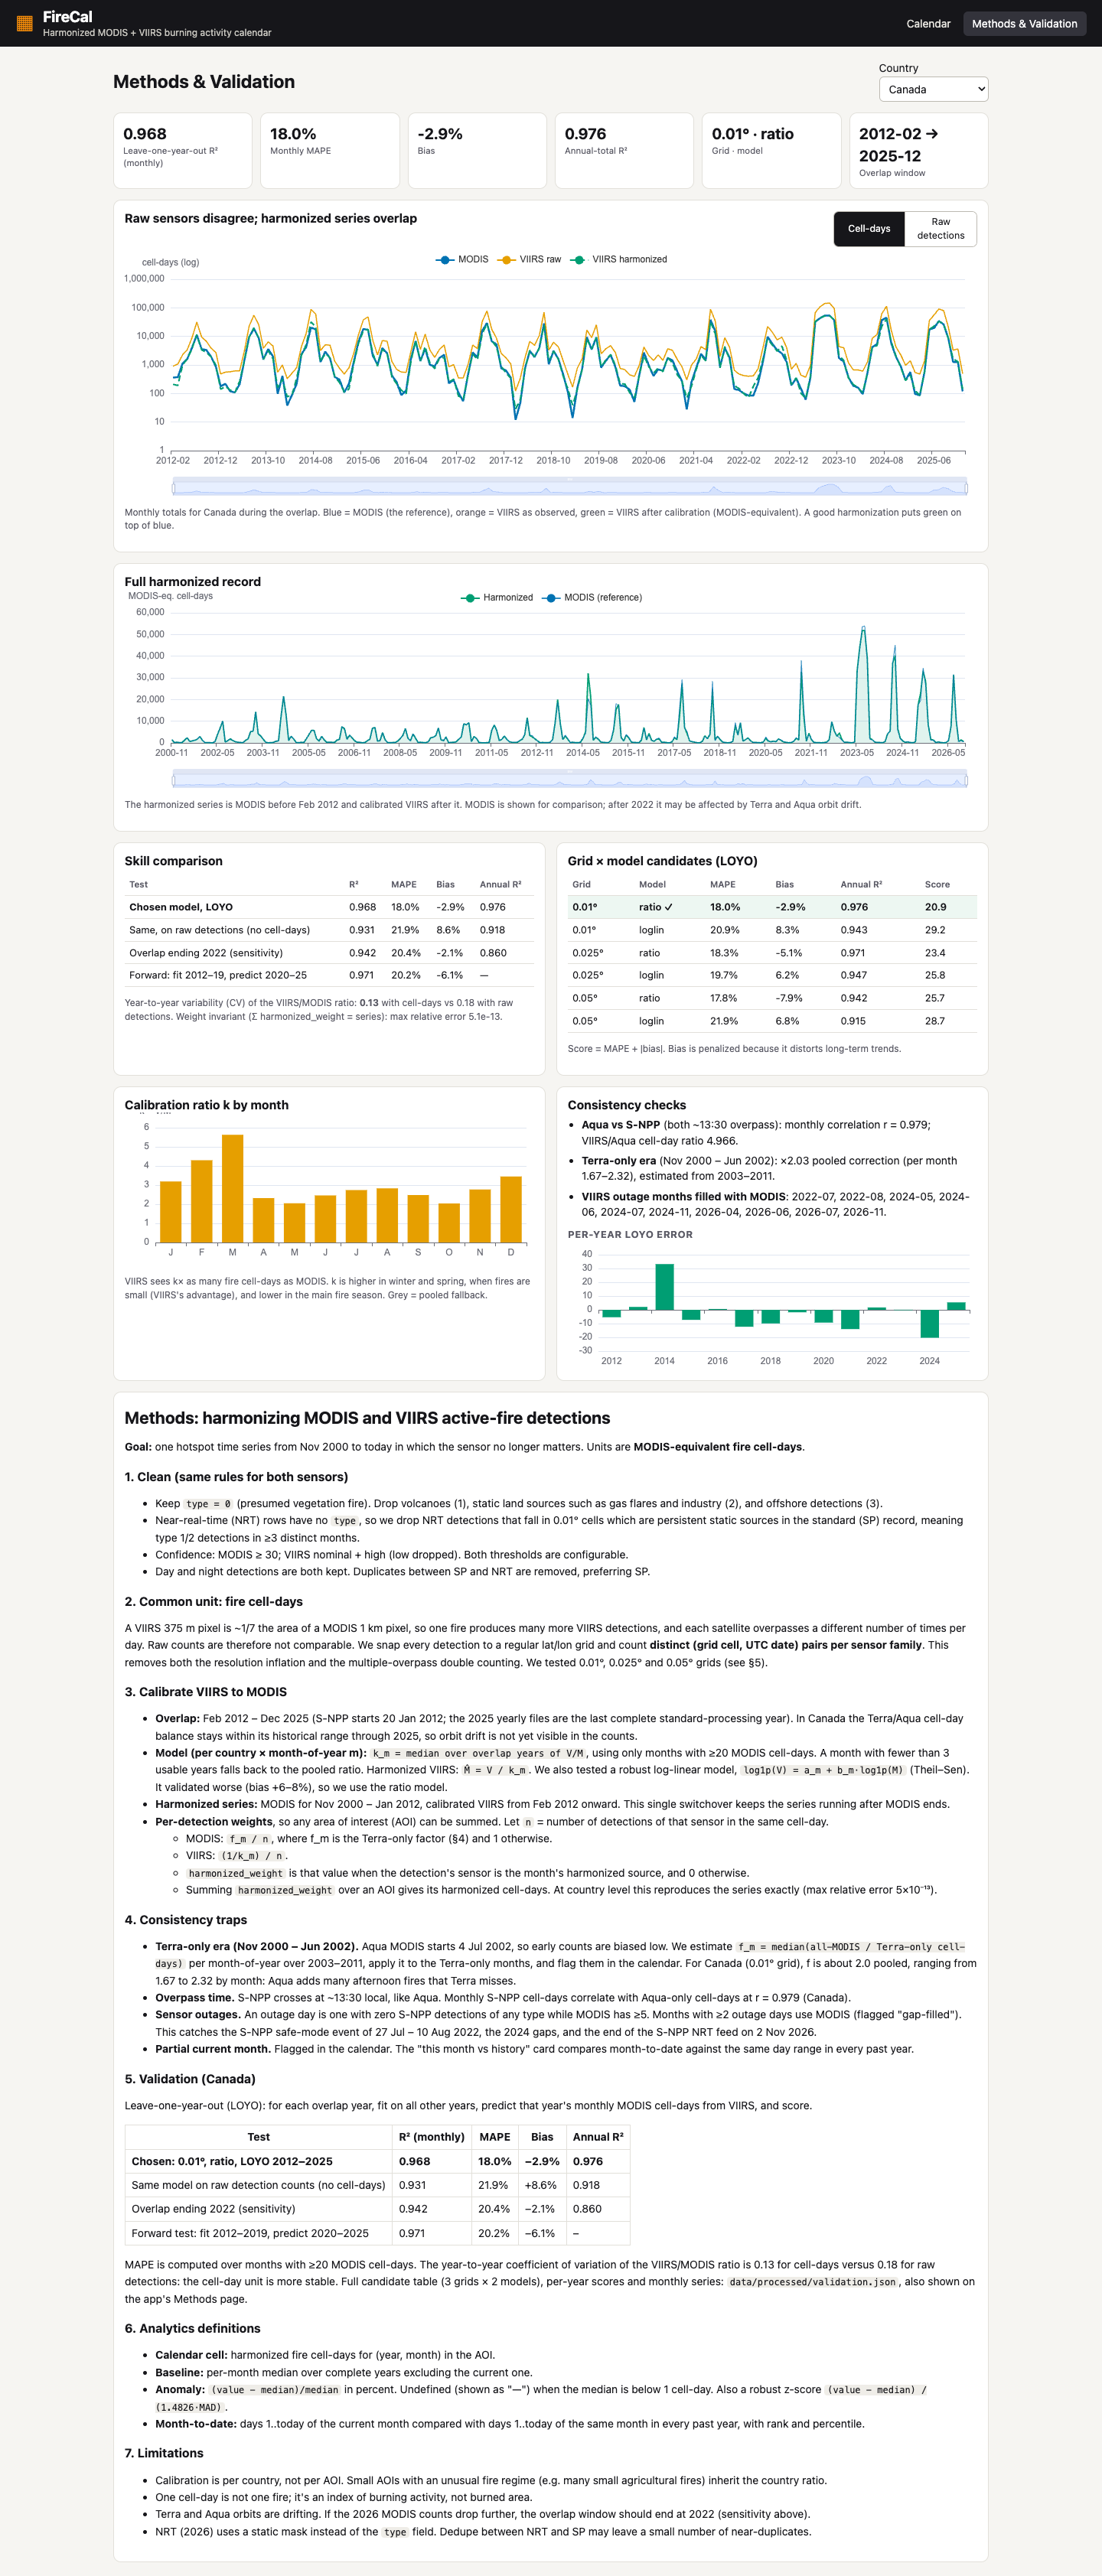 FireCal
Harmonized MODIS + VIIRS burning activity calendar
Calendar
Methods & Validation
Methods & Validation
Country
Canada
0.968
Leave-one-year-out R²
(monthly)
18.0%
Monthly MAPE
-2.9%
Bias
0.976
Annual-total R²
0.01° · ratio
Grid · model
2012-02 →
2025-12
Overlap window
Raw sensors disagree; harmonized series overlap
Cell-days
Raw
detections
cell-days (log)
MODIS VIIRS raw VIIRS harmonized
1,000,000
100,000
10,000
1,000
100
10
1
2012-02 2012-12 2013-10 2014-08 2015-06 2016-04 2017-02 2017-12 2018-10 2019-08 2020-06 2021-04 2022-02 2022-12 2023-10 2024-08 2025-06
Monthly totals for Canada during the overlap. Blue = MODIS (the reference), orange = VIIRS as observed, green = VIIRS after calibration (MODIS-equivalent). A good harmonization puts green on
top of blue.
Full harmonized record
MODIS-eq. cell-days
Harmonized MODIS (reference)
60,000
50,000
40,000
30,000
20,000
10,000
0
2000-11 2002-05 2003-11 2005-05 2006-11 2008-05 2009-11 2011-05 2012-11 2014-05 2015-11 2017-05 2018-11 2020-05 2021-11 2023-05 2024-11 2026-05
The harmonized series is MODIS before Feb 2012 and calibrated VIIRS after it. MODIS is shown for comparison; after 2022 it may be affected by Terra and Aqua orbit drift.
Skill comparison
Test R² MAPE Bias Annual R²
Chosen model, LOYO 0.968 18.0% -2.9% 0.976
Same, on raw detections (no cell-days) 0.931 21.9% 8.6% 0.918
Overlap ending 2022 (sensitivity) 0.942 20.4% -2.1% 0.860
Forward: fit 2012–19, predict 2020–25 0.971 20.2% -6.1% —
Year-to-year variability (CV) of the VIIRS/MODIS ratio: 0.13 with cell-days vs 0.18 with raw
detections. Weight invariant (Σ harmonized_weight = series): max relative error 5.1e-13.
Grid × model candidates (LOYO)
Grid Model MAPE Bias Annual R² Score
0.01° ratio ✓ 18.0% -2.9% 0.976 20.9
0.01° loglin 20.9% 8.3% 0.943 29.2
0.025° ratio 18.3% -5.1% 0.971 23.4
0.025° loglin 19.7% 6.2% 0.947 25.8
0.05° ratio 17.8% -7.9% 0.942 25.7
0.05° loglin 21.9% 6.8% 0.915 28.7
Score = MAPE + |bias|. Bias is penalized because it distorts long-term trends.
Calibration ratio k by month
6
5
4
3
2
1
0
J F M A M J J A S O N D
VIIRS sees k× as many fire cell-days as MODIS. k is higher in winter and spring, when fires are
small (VIIRS's advantage), and lower in the main fire season. Grey = pooled fallback.
Consistency checks
• Aqua vs S-NPP (both ~13:30 overpass): monthly correlation r = 0.979;
VIIRS/Aqua cell-day ratio 4.966.
• Terra-only era (Nov 2000 – Jun 2002): ×2.03 pooled correction (per month
1.67–2.32), estimated from 2003–2011.
• VIIRS outage months filled with MODIS: 2022-07, 2022-08, 2024-05, 2024-
06, 2024-07, 2024-11, 2026-04, 2026-06, 2026-07, 2026-11.
PER-YEAR LOYO ERROR
40
30
20
10
0
-10
-20
-30
2012 2014 2016 2018 2020 2022 2024
Methods: harmonizing MODIS and VIIRS active-fire detections
Goal: one hotspot time series from Nov 2000 to today in which the sensor no longer matters. Units are MODIS-equivalent fire cell-days.
1. Clean (same rules for both sensors)
• Keep type = 0 (presumed vegetation fire). Drop volcanoes (1), static land sources such as gas flares and industry (2), and offshore detections (3).
• Near-real-time (NRT) rows have no type, so we drop NRT detections that fall in 0.01° cells which are persistent static sources in the standard (SP) record, meaning
type 1/2 detections in ≥3 distinct months.
• Confidence: MODIS ≥ 30; VIIRS nominal + high (low dropped). Both thresholds are configurable.
• Day and night detections are both kept. Duplicates between SP and NRT are removed, preferring SP.
2. Common unit: fire cell-days
A VIIRS 375 m pixel is ~1/7 the area of a MODIS 1 km pixel, so one fire produces many more VIIRS detections, and each satellite overpasses a different number of times per
day. Raw counts are therefore not comparable. We snap every detection to a regular lat/lon grid and count distinct (grid cell, UTC date) pairs per sensor family. This
removes both the resolution inflation and the multiple-overpass double counting. We tested 0.01°, 0.025° and 0.05° grids (see §5).
3. Calibrate VIIRS to MODIS
• Overlap: Feb 2012 – Dec 2025 (S-NPP starts 20 Jan 2012; the 2025 yearly files are the last complete standard-processing year). In Canada the Terra/Aqua cell-day
balance stays within its historical range through 2025, so orbit drift is not yet visible in the counts.
• Model (per country × month-of-year m): k_m = median over overlap years of V/M, using only months with ≥20 MODIS cell-days. A month with fewer than 3
usable years falls back to the pooled ratio. Harmonized VIIRS: M̂ = V / k_m. We also tested a robust log-linear model, log1p(V) = a_m + b_m·log1p(M) (Theil–Sen).
It validated worse (bias +6–8%), so we use the ratio model.
• Harmonized series: MODIS for Nov 2000 – Jan 2012, calibrated VIIRS from Feb 2012 onward. This single switchover keeps the series running after MODIS ends.
• Per-detection weights, so any area of interest (AOI) can be summed. Let n = number of detections of that sensor in the same cell-day.
◦ MODIS: f_m / n, where f_m is the Terra-only factor (§4) and 1 otherwise.
◦ VIIRS: (1/k_m) / n.
◦ harmonized_weight is that value when the detection's sensor is the month's harmonized source, and 0 otherwise.
◦ Summing harmonized_weight over an AOI gives its harmonized cell-days. At country level this reproduces the series exactly (max relative error 5×10⁻¹³).
4. Consistency traps
• Terra-only era (Nov 2000 – Jun 2002). Aqua MODIS starts 4 Jul 2002, so early counts are biased low. We estimate f_m = median(all-MODIS / Terra-only cell-
days) per month-of-year over 2003–2011, apply it to the Terra-only months, and flag them in the calendar. For Canada (0.01° grid), f is about 2.0 pooled, ranging from
1.67 to 2.32 by month: Aqua adds many afternoon fires that Terra misses.
• Overpass time. S-NPP crosses at ~13:30 local, like Aqua. Monthly S-NPP cell-days correlate with Aqua-only cell-days at r = 0.979 (Canada).
• Sensor outages. An outage day is one with zero S-NPP detections of any type while MODIS has ≥5. Months with ≥2 outage days use MODIS (flagged "gap-filled").
This catches the S-NPP safe-mode event of 27 Jul – 10 Aug 2022, the 2024 gaps, and the end of the S-NPP NRT feed on 2 Nov 2026.
• Partial current month. Flagged in the calendar. The "this month vs history" card compares month-to-date against the same day range in every past year.
5. Validation (Canada)
Leave-one-year-out (LOYO): for each overlap year, fit on all other years, predict that year's monthly MODIS cell-days from VIIRS, and score.
Test R² (monthly) MAPE Bias Annual R²
Chosen: 0.01°, ratio, LOYO 2012–2025 0.968 18.0% −2.9% 0.976
Same model on raw detection counts (no cell-days) 0.931 21.9% +8.6% 0.918
Overlap ending 2022 (sensitivity) 0.942 20.4% −2.1% 0.860
Forward test: fit 2012–2019, predict 2020–2025 0.971 20.2% −6.1% –
MAPE is computed over months with ≥20 MODIS cell-days. The year-to-year coefficient of variation of the VIIRS/MODIS ratio is 0.13 for cell-days versus 0.18 for raw
detections: the cell-day unit is more stable. Full candidate table (3 grids × 2 models), per-year scores and monthly series: data/processed/validation.json, also shown on
the app's Methods page.
6. Analytics definitions
• Calendar cell: harmonized fire cell-days for (year, month) in the AOI.
• Baseline: per-month median over complete years excluding the current one.
• Anomaly: (value − median)/median in percent. Undefined (shown as "—") when the median is below 1 cell-day. Also a robust z-score (value − median) /
(1.4826·MAD).
• Month-to-date: days 1..today of the current month compared with days 1..today of the same month in every past year, with rank and percentile.
7. Limitations
• Calibration is per country, not per AOI. Small AOIs with an unusual fire regime (e.g. many small agricultural fires) inherit the country ratio.
• One cell-day is not one fire; it's an index of burning activity, not burned area.
• Terra and Aqua orbits are drifting. If the 2026 MODIS counts drop further, the overlap window should end at 2022 (sensitivity above).
• NRT (2026) uses a static mask instead of the type field. Dedupe between NRT and SP may leave a small number of near-duplicates.